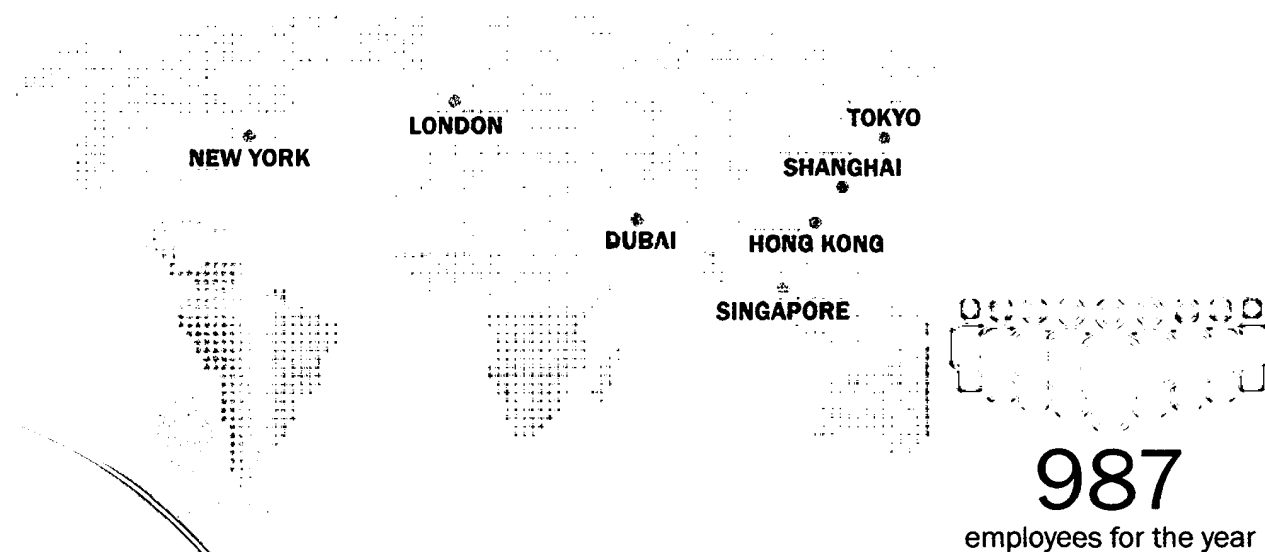 LONDON
TOKYO
NEW YORK
SHANGHAI
DUBAI
HONG KONG
SINGAPORE
987
employees for the year